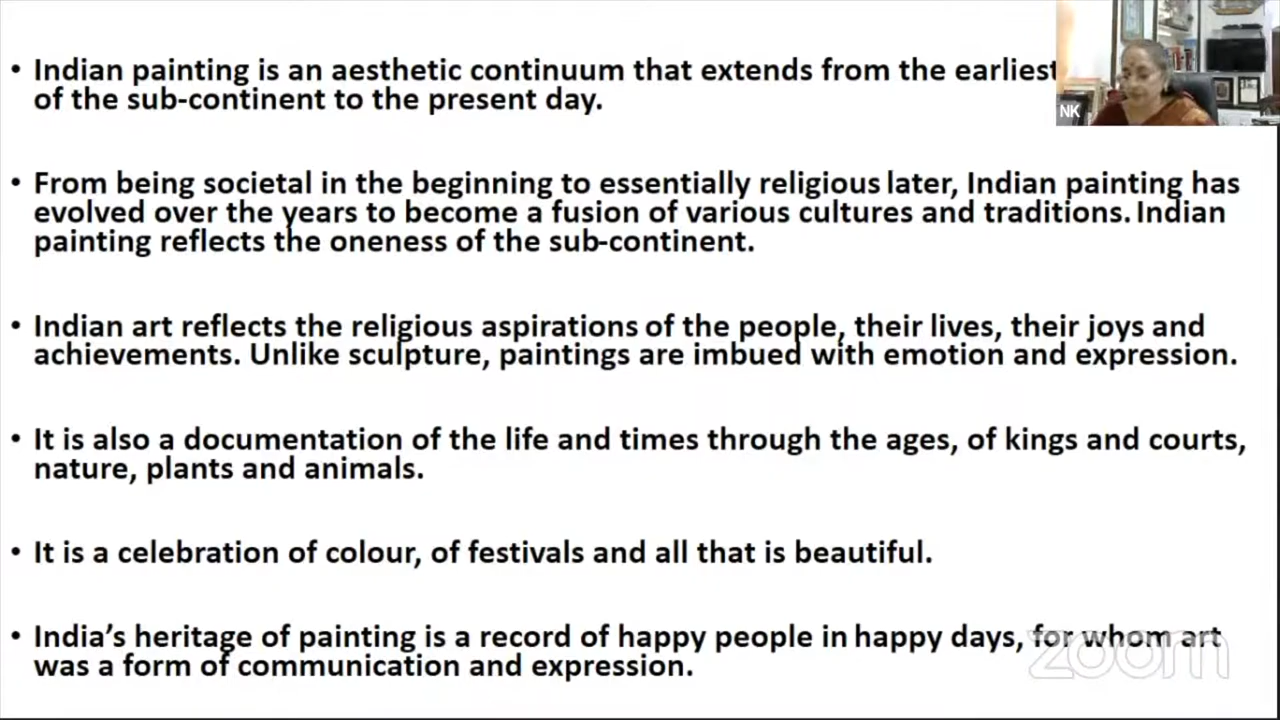 • Indian painting is an aesthetic continuum that extends from the earliest
of the sub-continent to the present day.
NK
• From being societal in the beginning to essentially religious later, Indian painting has
evolved over the years to become a fusion of various cultures and traditions. Indian
painting reflects the oneness of the sub-continent.
• Indian art reflects the religious aspirations of the people, their lives, their joys and
achievements. Unlike sculpture, paintings are imbued with emotion and expression.
• It is also a documentation of the life and times through the ages, of kings and courts,
nature, plants and animals.
• It is a celebration of colour, of festivals and all that is beautiful.
• India’s heritage of painting is a record of happy people in happy days, for whom art
was a form of communication and expression.
zoom